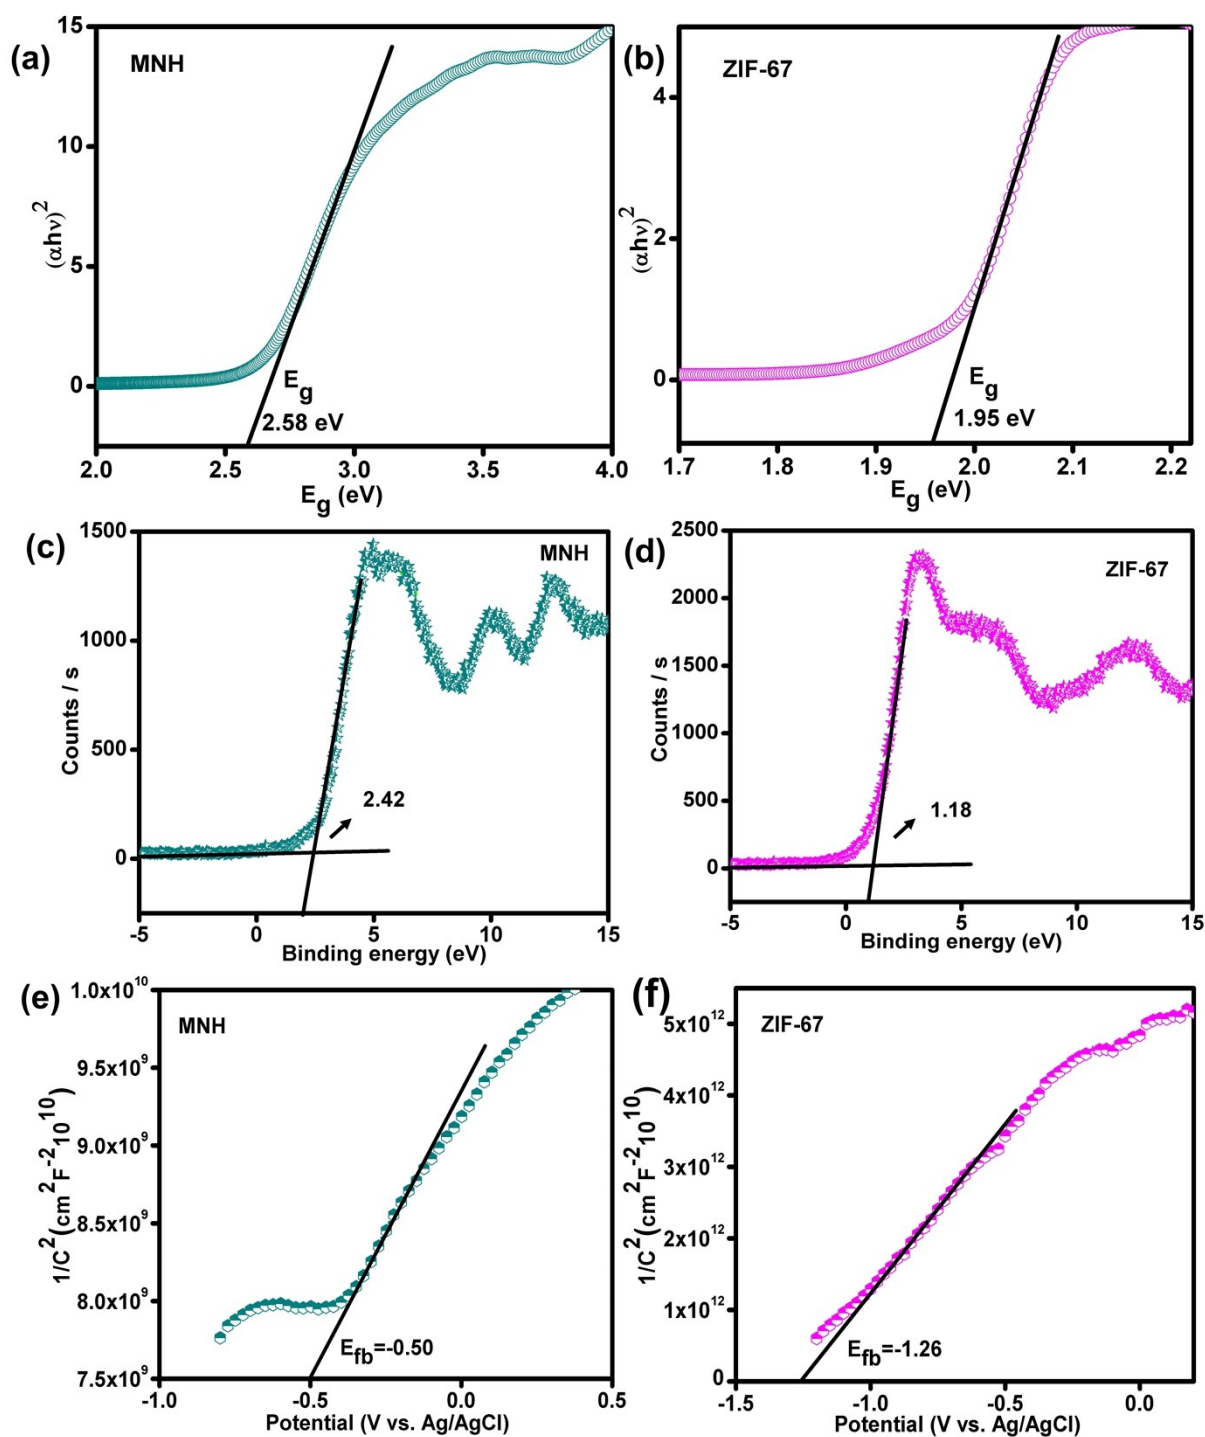 (a)
MNH
15
10
5
0
(αhν)²
E_g
2.58 eV
2.0 2.5 3.0 3.5 4.0
E_g (eV)
(b)
ZIF-67
4
2
0
(αhν)²
E_g
1.95 eV
1.7 1.8 1.9 2.0 2.1 2.2
E_g (eV)
(c)
MNH
1500
1000
500
0
Counts / s
2.42
-5 0 5 10 15
Binding energy (eV)
(d)
ZIF-67
2500
2000
1500
1000
500
0
Counts / s
1.18
-5 0 5 10 15
Binding energy (eV)
(e)
MNH
1.0x10¹⁰
9.5x10⁹
9.0x10⁹
8.5x10⁹
8.0x10⁹
7.5x10⁹
1/C²(cm²F⁻²10¹⁰)
E_fb=-0.50
-1.0 -0.5 0.0 0.5
Potential (V vs. Ag/AgCl)
(f)
ZIF-67
5x10¹²
4x10¹²
3x10¹²
2x10¹²
1x10¹²
0
1/C²(cm²F⁻²10¹⁰)
E_fb=-1.26
-1.5 -1.0 -0.5 0.0
Potential (V vs. Ag/AgCl)